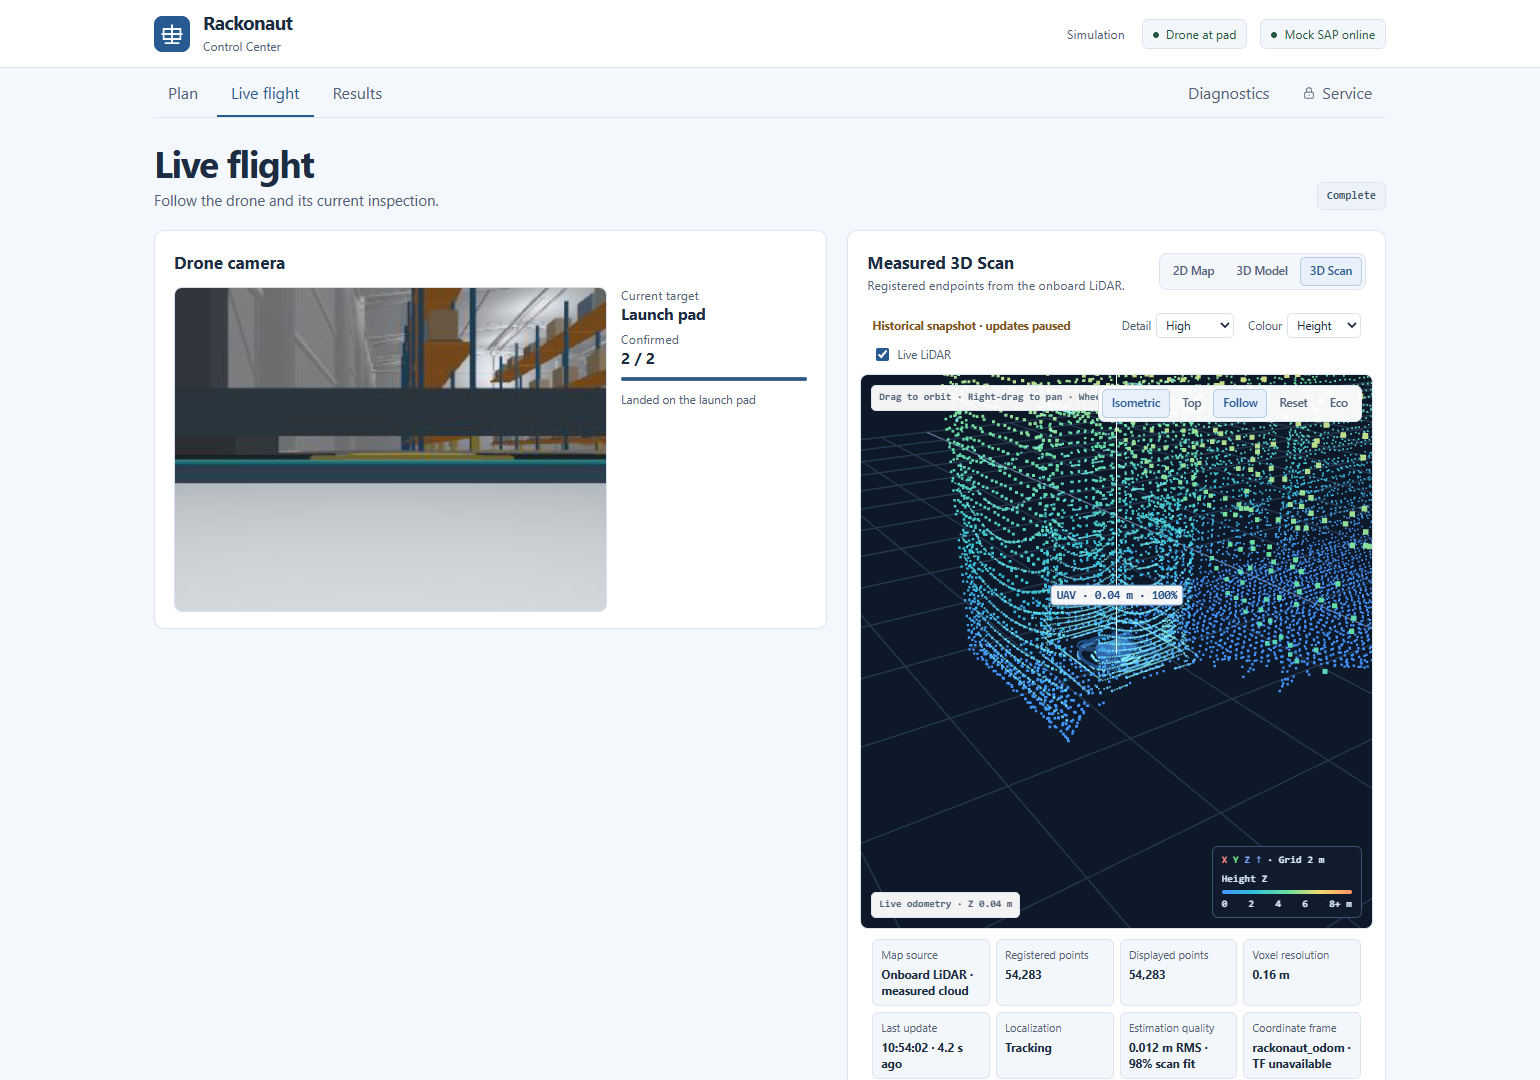 Rackonaut
Control Center
Simulation
Drone at pad
Mock SAP online
Plan
Live flight
Results
Diagnostics
Service
Live flight
Follow the drone and its current inspection.
Complete
Drone camera
Current target
Launch pad
Confirmed
2 / 2
Landed on the launch pad
Measured 3D Scan
Registered endpoints from the onboard LiDAR.
2D Map
3D Model
3D Scan
Historical snapshot · updates paused
Detail
High
Colour
Height
Live LiDAR
Drag to orbit · Right-drag to pan ·
Isometric
Top
Follow
Reset
Eco
UAV · 0.04 m · 100%
X Y Z ↑ · Grid 2 m
Height Z
0 2 4 6 8+ m
Live odometry · Z 0.04 m
Map source
Onboard LiDAR ·
measured cloud
Registered points
54,283
Displayed points
54,283
Voxel resolution
0.16 m
Last update
10:54:02 · 4.2 s
ago
Localization
Tracking
Estimation quality
0.012 m RMS ·
98% scan fit
Coordinate frame
rackonaut_odom ·
TF unavailable